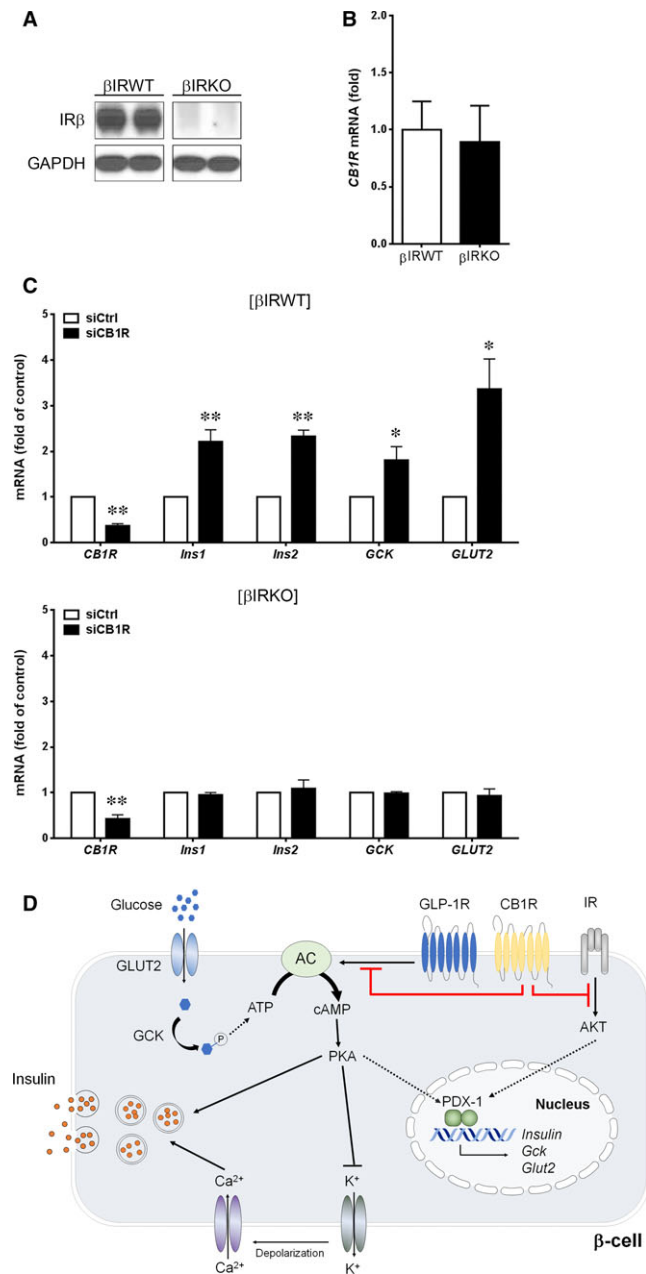 A
βIRWT βIRKO
IRβ
GAPDH
B
CB1R mRNA (fold)
2.0
1.5
1.0
0.5
0.0
βIRWT βIRKO
C
[βIRWT]
siCtrl
siCB1R
mRNA (fold of control)
5
4
3
2
1
0
** ** ** * *
CB1R Ins1 Ins2 GCK GLUT2
[βIRKO]
siCtrl
siCB1R
mRNA (fold of control)
5
4
3
2
1
0
**
CB1R Ins1 Ins2 GCK GLUT2
D
Glucose
GLUT2
GCK
P
ATP
AC
cAMP
PKA
GLP-1R
CB1R
IR
AKT
Insulin
PDX-1
Nucleus
Insulin
Gck
Glut2
Ca2+
K+
Depolarization
Ca2+
K+
β-cell